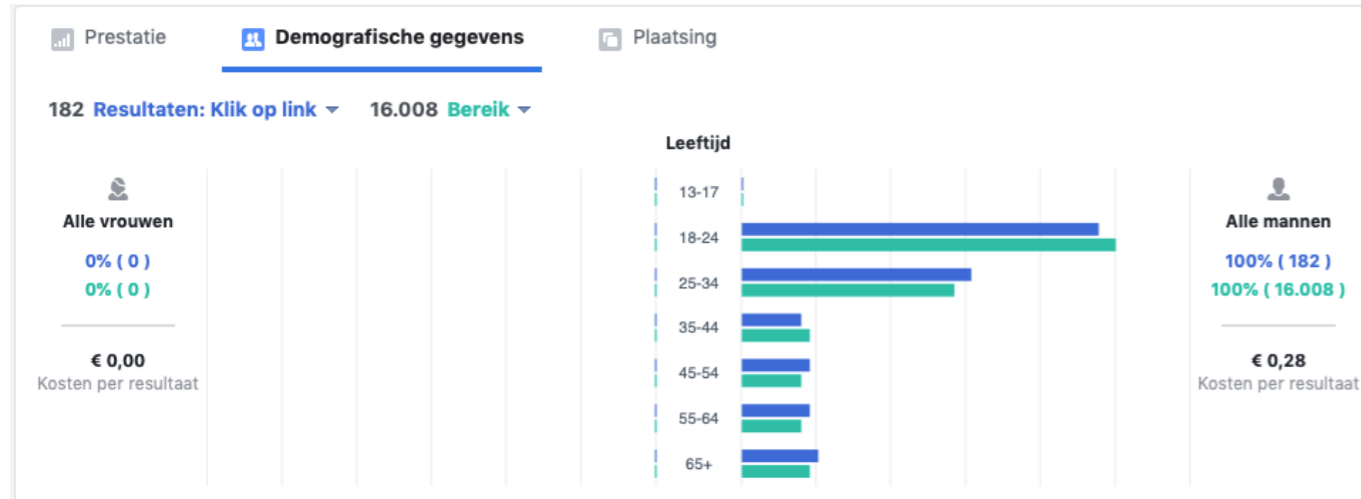 Prestatie Demografische gegevens Plaatsing
182 Resultaten: Klik op link 16.008 Bereik
Leeftijd
Alle vrouwen
0% ( 0 )
0% ( 0 )
€ 0,00
Kosten per resultaat
13-17
18-24
25-34
35-44
45-54
55-64
65+
Alle mannen
100% ( 182 )
100% ( 16.008 )
€ 0,28
Kosten per resultaat